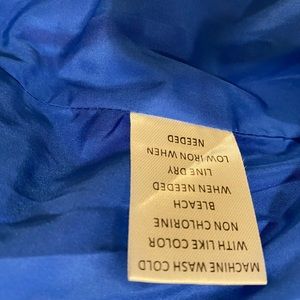 MACHINE WASH COLD
WITH LIKE COLOR
NON CHLORINE
BLEACH
WHEN NEEDED
LINE DRY
LOW IRON WHEN
NEEDED